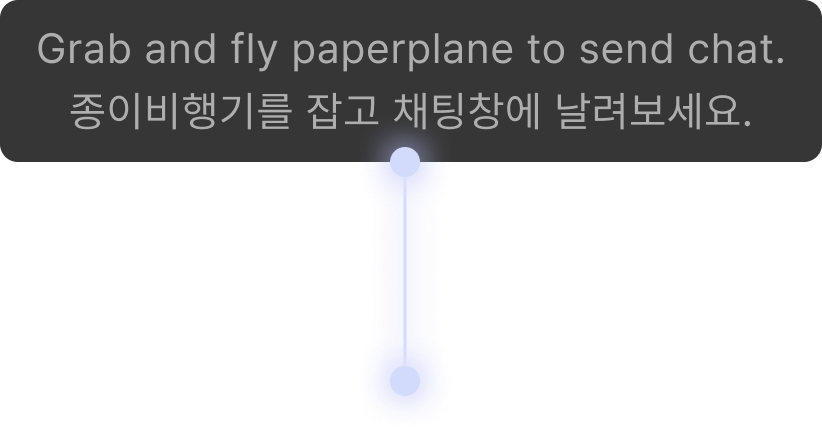 Grab and fly paperplane to send chat.
종이비행기를 잡고 채팅창에 날려보세요.